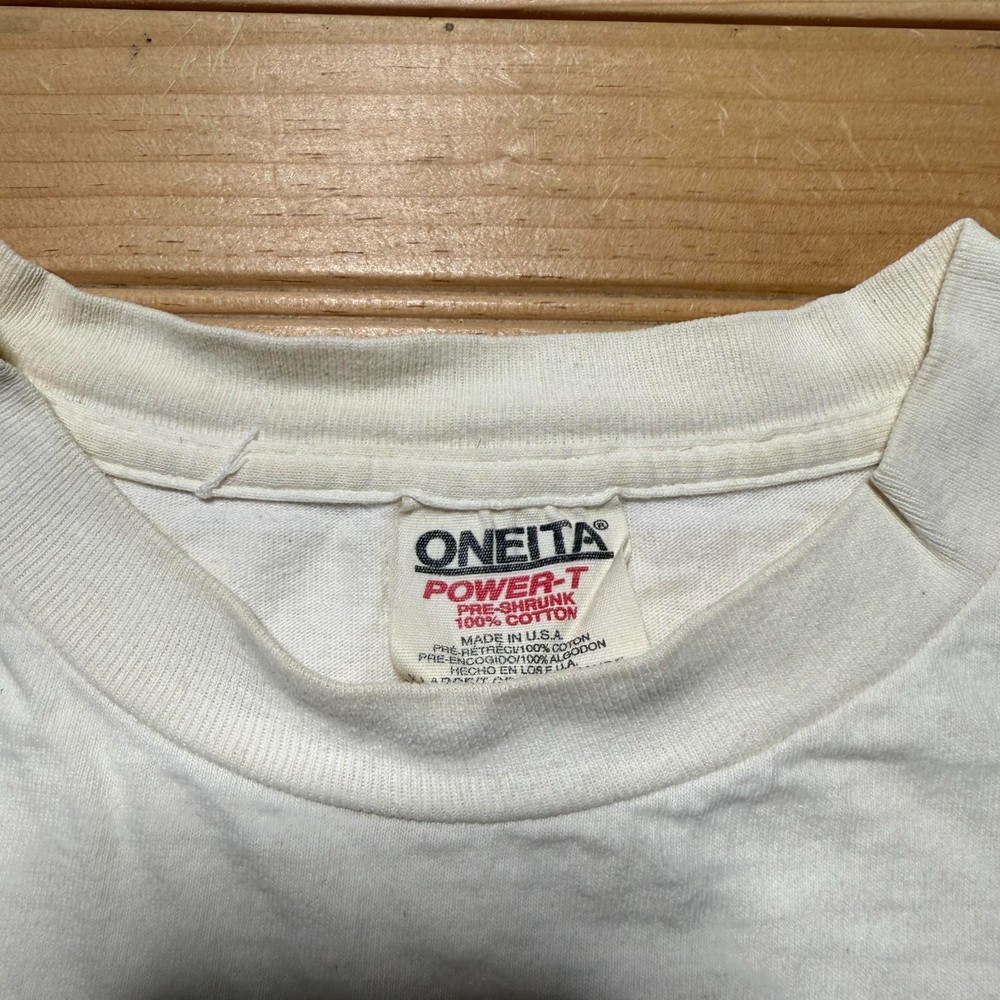 ONEITA®
POWER-T
PRE-SHRUNK
100% COTTON
MADE IN U.S.A.
PRÉ-RÉTRÉCI/100% COTON
PRE-ENCOGIDO/100% ALGODON
HECHO EN LOS E.U.A.